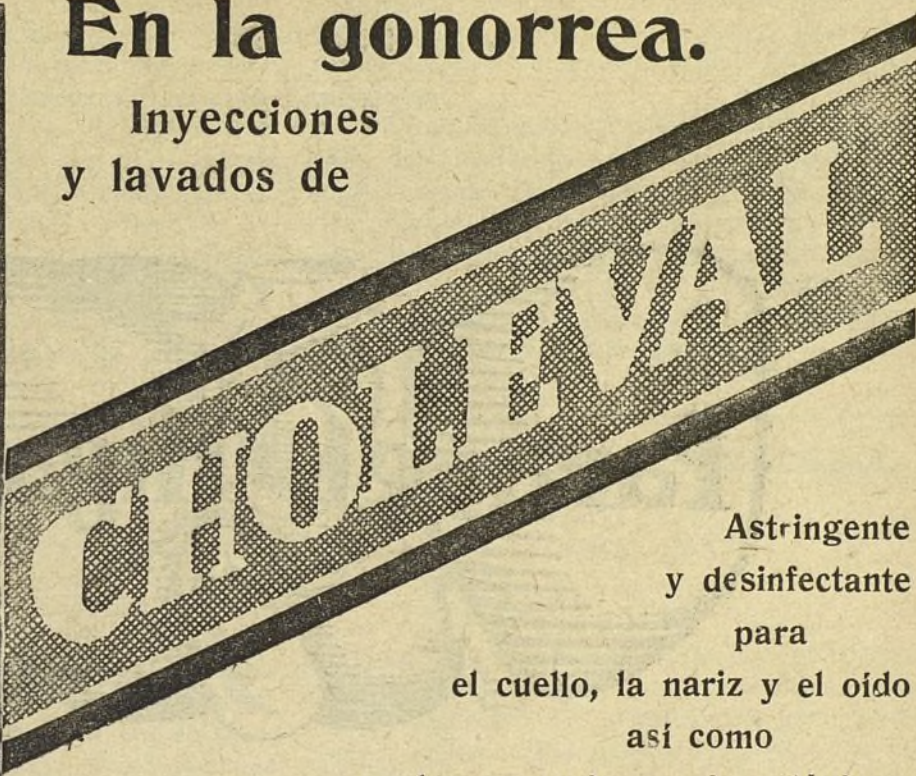 En la gonorrea.
Inyecciones
y lavados de
CHOLEVAL
Astringente
y desinfectante
para
el cuello, la nariz y el oído
así como